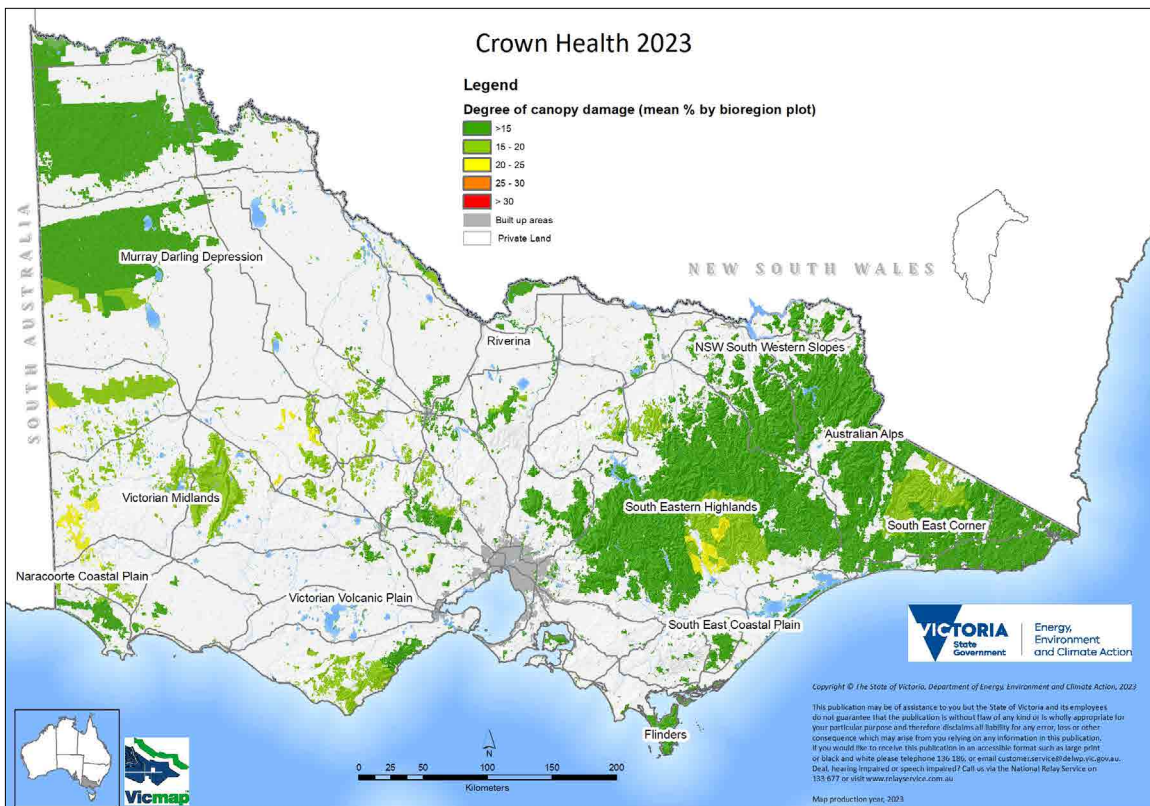 Crown Health 2023
Legend
Degree of canopy damage (mean % by bioregion plot)
>15
15 - 20
20 - 25
25 - 30
> 30
Built up areas
Private Land
SOUTH AUSTRALIA
NEW SOUTH WALES
Murray Darling Depression
Riverina
NSW South Western Slopes
Australian Alps
Victorian Midlands
South Eastern Highlands
South East Corner
Naracoorte Coastal Plain
Victorian Volcanic Plain
South East Coastal Plain
Flinders
VICTORIA
State
Government
Energy,
Environment
and Climate Action
Copyright © The State of Victoria, Department of Energy, Environment and Climate Action, 2023
This publication may be of assistance to you but the State of Victoria and its employees
do not guarantee that the publication is without flaw of any kind or is wholly appropriate for
your particular purpose and therefore disclaims all liability for any error, loss or other
consequence which may arise from you relying on any information in this publication.
If you would like to receive this publication in an accessible format such as large print
or black and white please telephone 136 186, or email customer.service@delwp.vic.gov.au.
Deaf, hearing impaired or speech impaired? Call us via the National Relay Service on
133 677 or visit www.relayservice.com.au
Map production year, 2023
Vicmap
N
0 25 50 100 150 200
Kilometers